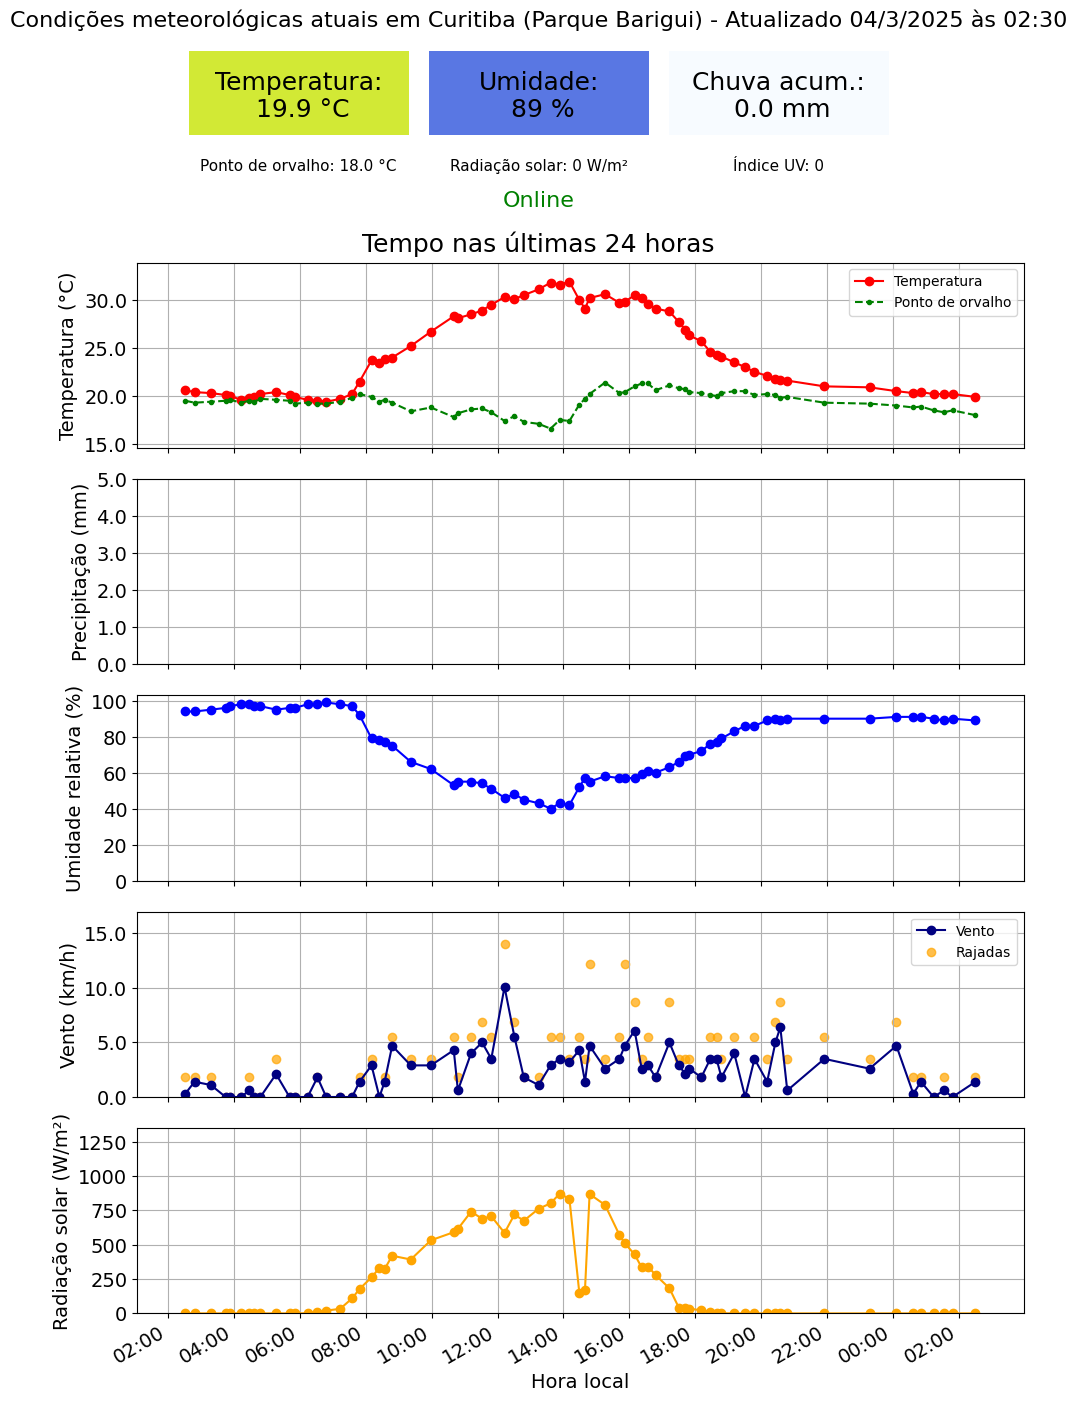 Condições meteorológicas atuais em Curitiba (Parque Barigui) - Atualizado 04/3/2025 às 02:30
Temperatura:
19.9 °C
Umidade:
89 %
Chuva acum.:
0.0 mm
Ponto de orvalho: 18.0 °C
Radiação solar: 0 W/m²
Índice UV: 0
Online
Tempo nas últimas 24 horas
Temperatura (°C)
30.0
25.0
20.0
15.0
Temperatura
Ponto de orvalho
Precipitação (mm)
5.0
4.0
3.0
2.0
1.0
0.0
Umidade relativa (%)
100
80
60
40
20
0
Vento (km/h)
15.0
10.0
5.0
0.0
Vento
Rajadas
Radiação solar (W/m²)
1250
1000
750
500
250
0
02:00
04:00
06:00
08:00
10:00
12:00
14:00
16:00
18:00
20:00
22:00
00:00
02:00
Hora local